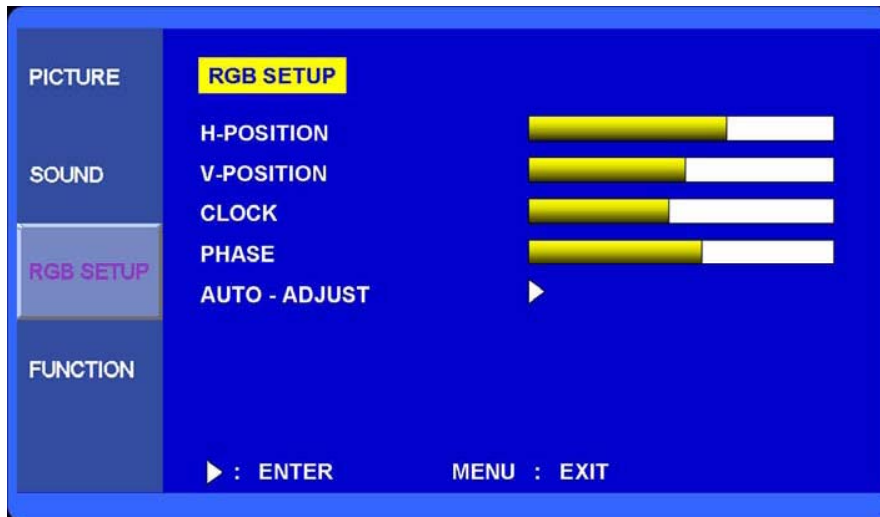 PICTURE
SOUND
RGB SETUP
FUNCTION
RGB SETUP
H-POSITION
V-POSITION
CLOCK
PHASE
AUTO - ADJUST
: ENTER MENU : EXIT